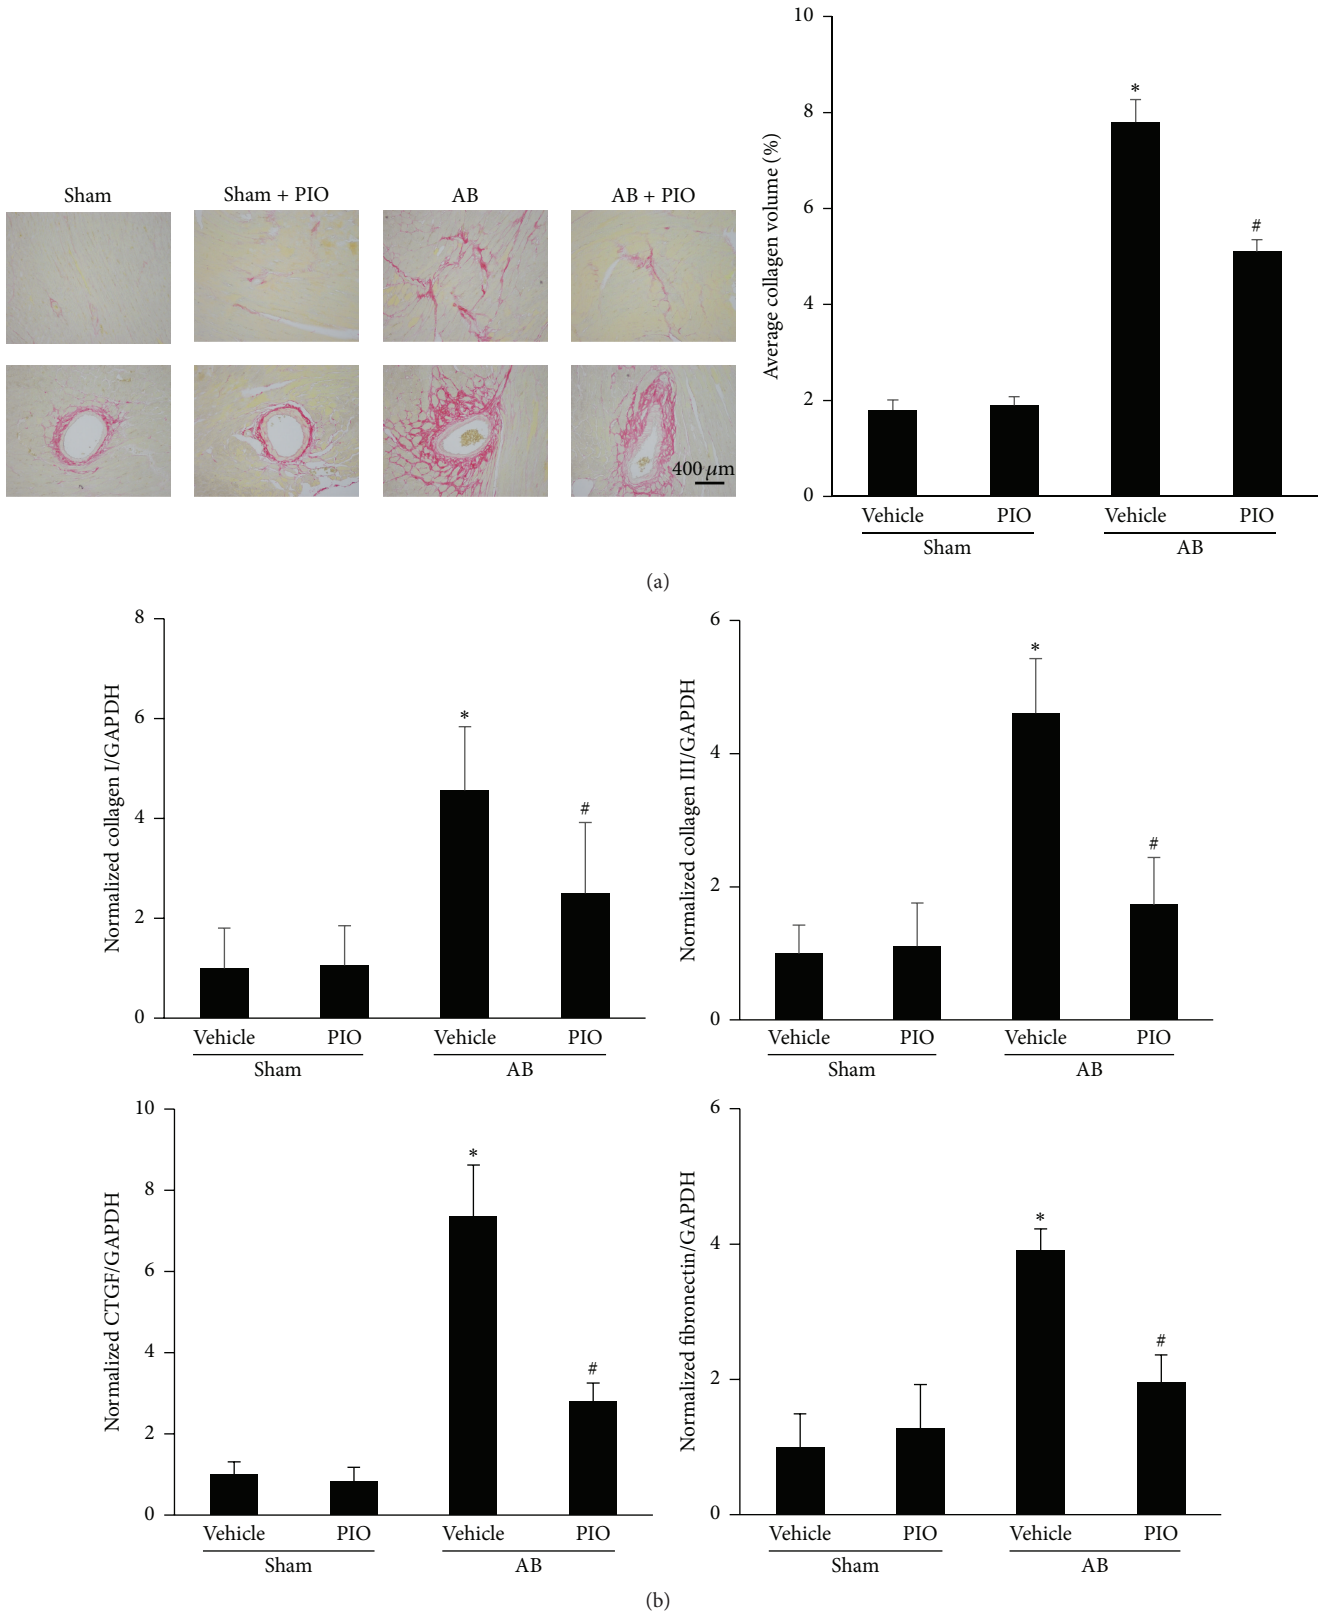 Sham
Sham + PIO
AB
AB + PIO
400 µm
Average collagen volume (%)
10
8
6
4
2
0
*
#
Vehicle
PIO
Vehicle
PIO
Sham
AB
(a)
Normalized collagen I/GAPDH
8
6
4
2
0
*
#
Vehicle
PIO
Vehicle
PIO
Sham
AB
Normalized collagen III/GAPDH
6
4
2
0
*
#
Vehicle
PIO
Vehicle
PIO
Sham
AB
Normalized CTGF/GAPDH
10
8
6
4
2
0
*
#
Vehicle
PIO
Vehicle
PIO
Sham
AB
Normalized fibronectin/GAPDH
6
4
2
0
*
#
Vehicle
PIO
Vehicle
PIO
Sham
AB
(b)